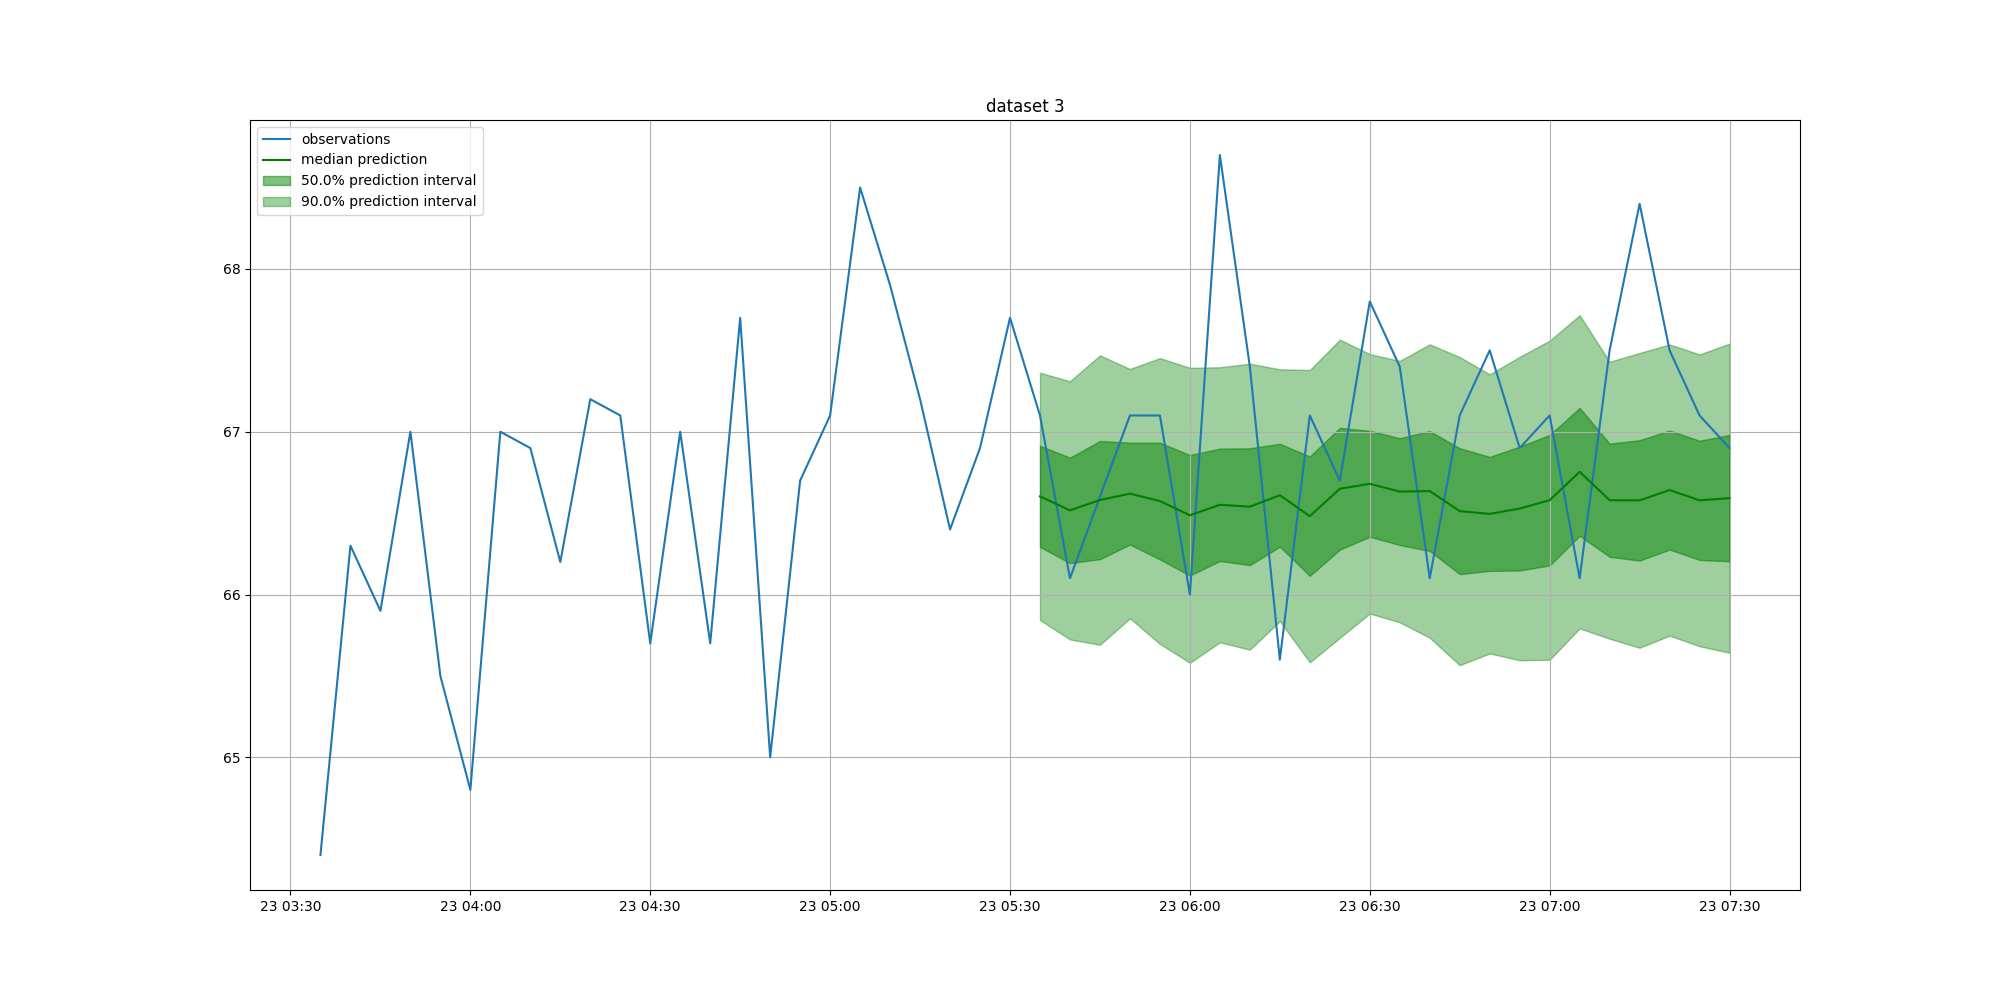 dataset 3
observations
median prediction
50.0% prediction interval
90.0% prediction interval
68
67
66
65
23 03:30 23 04:00 23 04:30 23 05:00 23 05:30 23 06:00 23 06:30 23 07:00 23 07:30